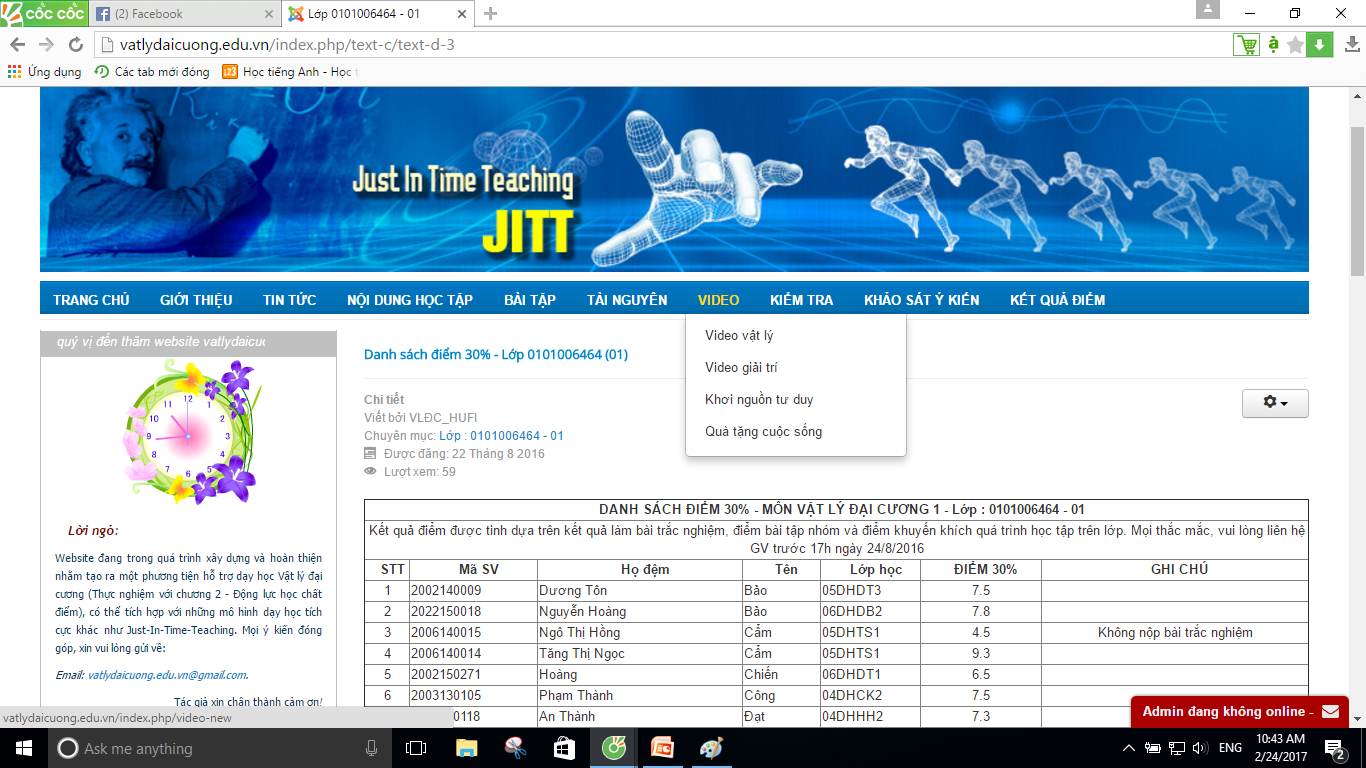 cốc cốc
(2) Facebook
Lớp 0101006464 - 01
vatlydaicuong.edu.vn/index.php/text-c/text-d-3
Ứng dụng
Các tab mới đóng
Học tiếng Anh - Học t
Just In Time Teaching
JITT
TRANG CHỦ GIỚI THIỆU TIN TỨC NỘI DUNG HỌC TẬP BÀI TẬP TÀI NGUYÊN VIDEO KIỂM TRA KHẢO SÁT Ý KIẾN KẾT QUẢ ĐIỂM
Video vật lý
Video giải trí
Khơi nguồn tư duy
Quà tặng cuộc sống
quý vị đến thăm website vatlydaicu
12
1
2
3
4
5
6
7
8
9
10
11
Lời ngỏ:
Website đang trong quá trình xây dựng và hoàn thiện
nhằm tạo ra một phương tiện hỗ trợ dạy học Vật lý đại
cương (Thực nghiệm với chương 2 - Động lực học chất
điểm), có thể tích hợp với những mô hình dạy học tích
cực khác như Just-In-Time-Teaching. Mọi ý kiến đóng
góp, xin vui lòng gửi về:
Email: vatlydaicuong.edu.vn@gmail.com.
Tác giả xin chân thành cảm ơn!
Danh sách điểm 30% - Lớp 0101006464 (01)
Chi tiết
Viết bởi VLĐC_HUFI
Chuyên mục: Lớp : 0101006464 - 01
Được đăng: 22 Tháng 8 2016
Lượt xem: 59
DANH SÁCH ĐIỂM 30% - MÔN VẬT LÝ ĐẠI CƯƠNG 1 - Lớp : 0101006464 - 01
Kết quả điểm được tính dựa trên kết quả làm bài trắc nghiệm, điểm bài tập nhóm và điểm khuyến khích quá trình học tập trên lớp. Mọi thắc mắc, vui lòng liên hệ
GV trước 17h ngày 24/8/2016
STT Mã SV Họ đệm Tên Lớp học ĐIỂM 30% GHI CHÚ
1 2002140009 Dương Tôn Bảo 05DHDT3 7.5
2 2022150018 Nguyễn Hoàng Bảo 06DHDB2 7.8
3 2006140015 Ngô Thị Hồng Cẩm 05DHTS1 4.5 Không nộp bài trắc nghiệm
4 2006140014 Tăng Thị Ngọc Cẩm 05DHTS1 9.3
5 2002150271 Hoàng Chiến 06DHDT1 6.5
6 2003130105 Phạm Thành Công 04DHCK2 7.5
0118 An Thành Đạt 04DHHH2 7.3
vatlydaicuong.edu.vn/index.php/video-new
Admin đang không online -
Ask me anything
ENG
10:43 AM
2/24/2017
2